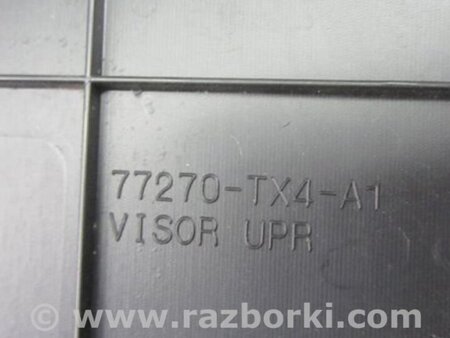 77270-TX4-A1
VISOR UPR
© www.razborki.com